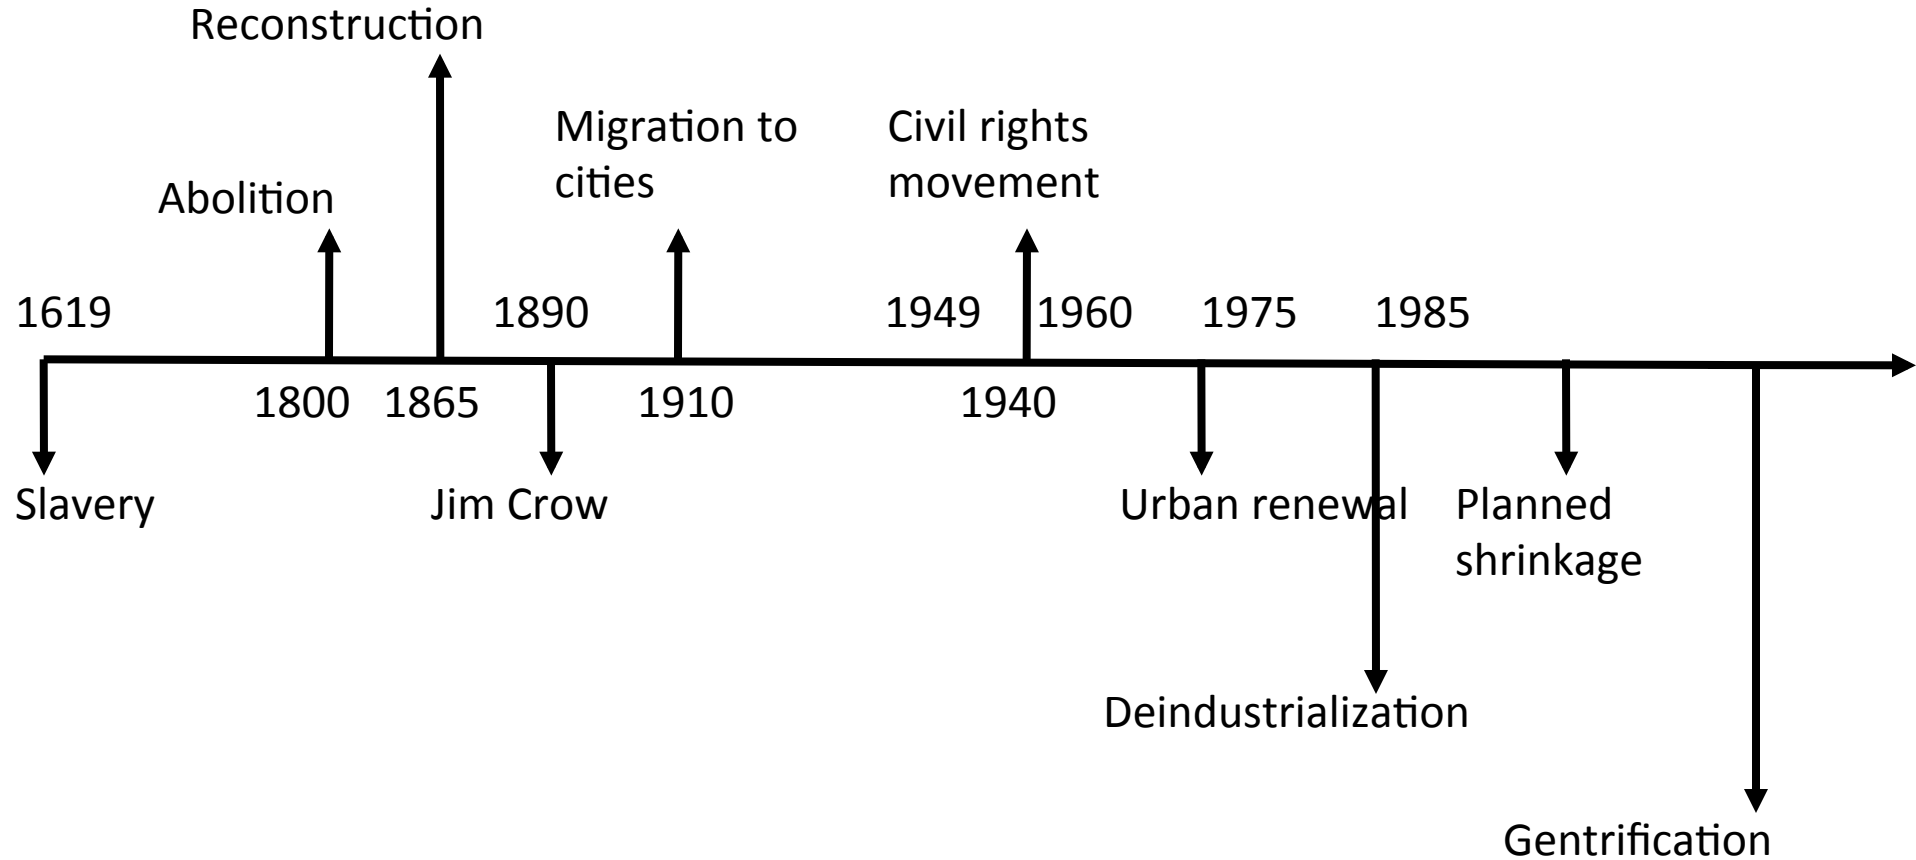 Reconstruction
Migration to
cities
Civil rights
movement
Abolition
1619
1890
1949
1960
1975
1985
1800
1865
1910
1940
Slavery
Jim Crow
Urban renewal
Planned
shrinkage
Deindustrialization
Gentrification